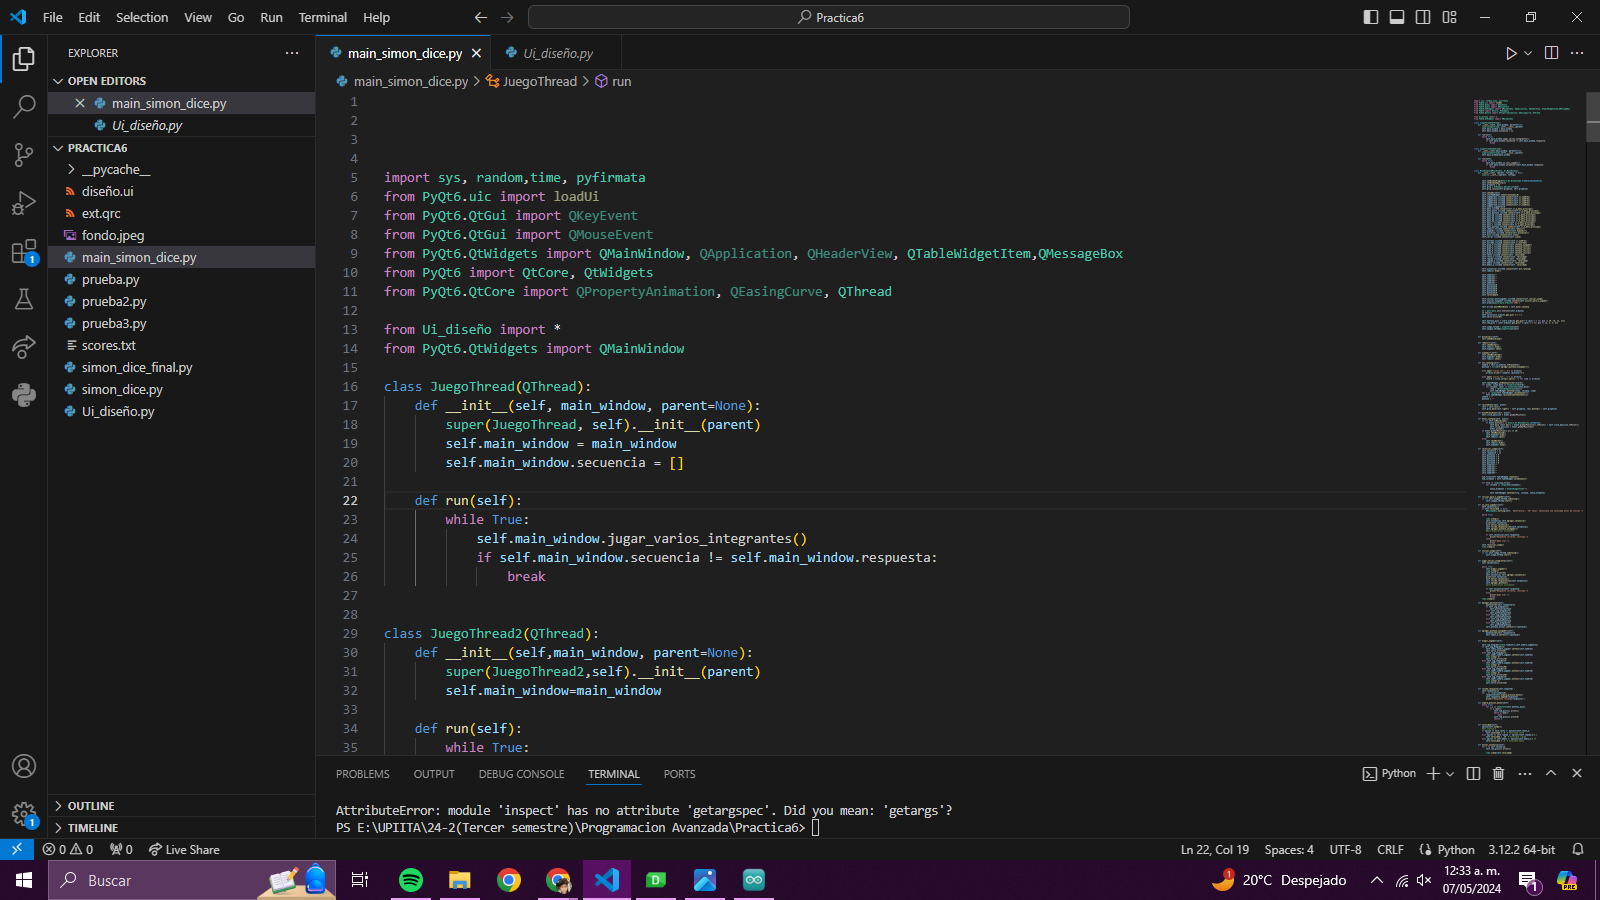 File Edit Selection View Go Run Terminal Help
Practica6
EXPLORER
OPEN EDITORS
main_simon_dice.py
Ui_diseño.py
PRACTICA6
__pycache__
diseño.ui
ext.qrc
fondo.jpeg
main_simon_dice.py
prueba.py
prueba2.py
prueba3.py
scores.txt
simon_dice_final.py
simon_dice.py
Ui_diseño.py
OUTLINE
TIMELINE
main_simon_dice.py Ui_diseño.py
main_simon_dice.py > JuegoThread > run
1
2
3
4
5 import sys, random,time, pyfirmata
6 from PyQt6.uic import loadUi
7 from PyQt6.QtGui import QKeyEvent
8 from PyQt6.QtGui import QMouseEvent
9 from PyQt6.QtWidgets import QMainWindow, QApplication, QHeaderView, QTableWidgetItem,QMessageBox
10 from PyQt6 import QtCore, QtWidgets
11 from PyQt6.QtCore import QPropertyAnimation, QEasingCurve, QThread
12
13 from Ui_diseño import *
14 from PyQt6.QtWidgets import QMainWindow
15
16 class JuegoThread(QThread):
17 def __init__(self, main_window, parent=None):
18 super(JuegoThread, self).__init__(parent)
19 self.main_window = main_window
20 self.main_window.secuencia = []
21
22 def run(self):
23 while True:
24 self.main_window.jugar_varios_integrantes()
25 if self.main_window.secuencia != self.main_window.respuesta:
26 break
27
28
29 class JuegoThread2(QThread):
30 def __init__(self,main_window, parent=None):
31 super(JuegoThread2,self).__init__(parent)
32 self.main_window=main_window
33
34 def run(self):
35 while True:
PROBLEMS OUTPUT DEBUG CONSOLE TERMINAL PORTS
Python
AttributeError: module 'inspect' has no attribute 'getargspec'. Did you mean: 'getargs'?
PS E:\UPIITA\24-2(Tercer semestre)\Programacion Avanzada\Practica6>
0 0 0 Live Share
Ln 22, Col 19 Spaces: 4 UTF-8 CRLF Python 3.12.2 64-bit
Buscar
20°C Despejado
12:33 a. m.
07/05/2024